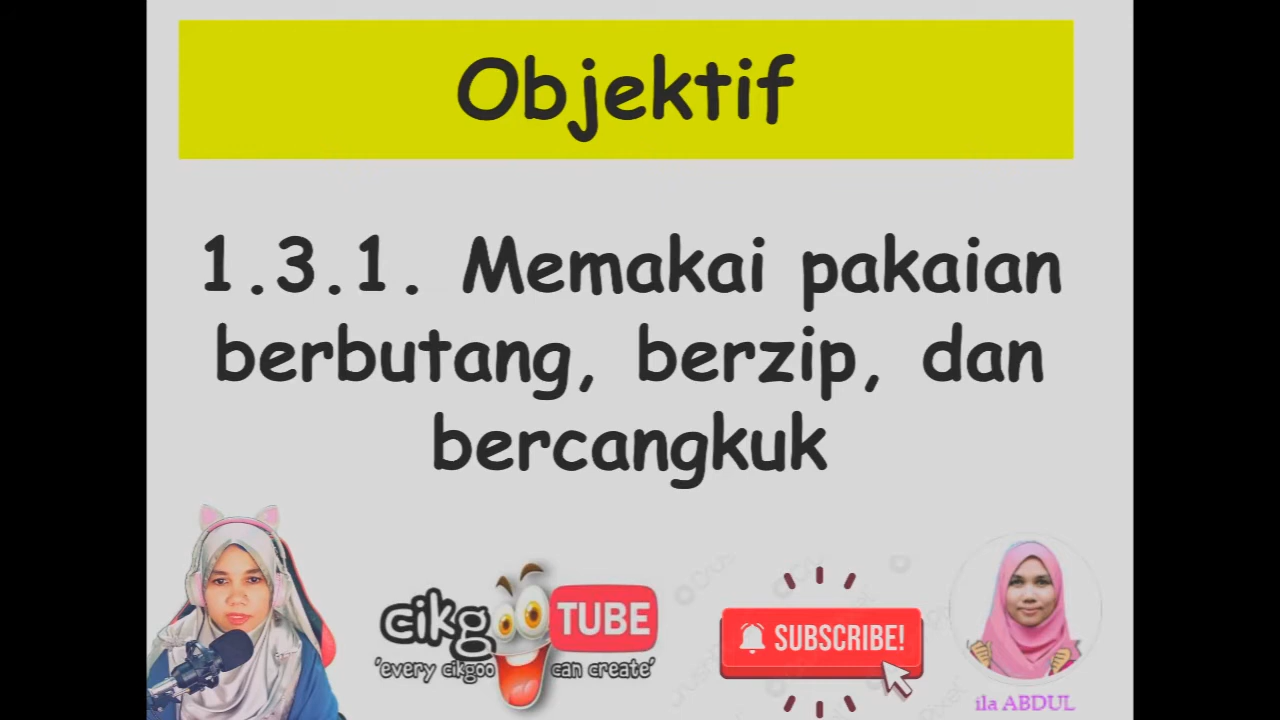 Objektif
1.3.1. Memakai pakaian
berbutang, berzip, dan
bercangkuk
cikgoo TUBE
'every cikgoo can create'
SUBSCRIBE!
ila ABDUL